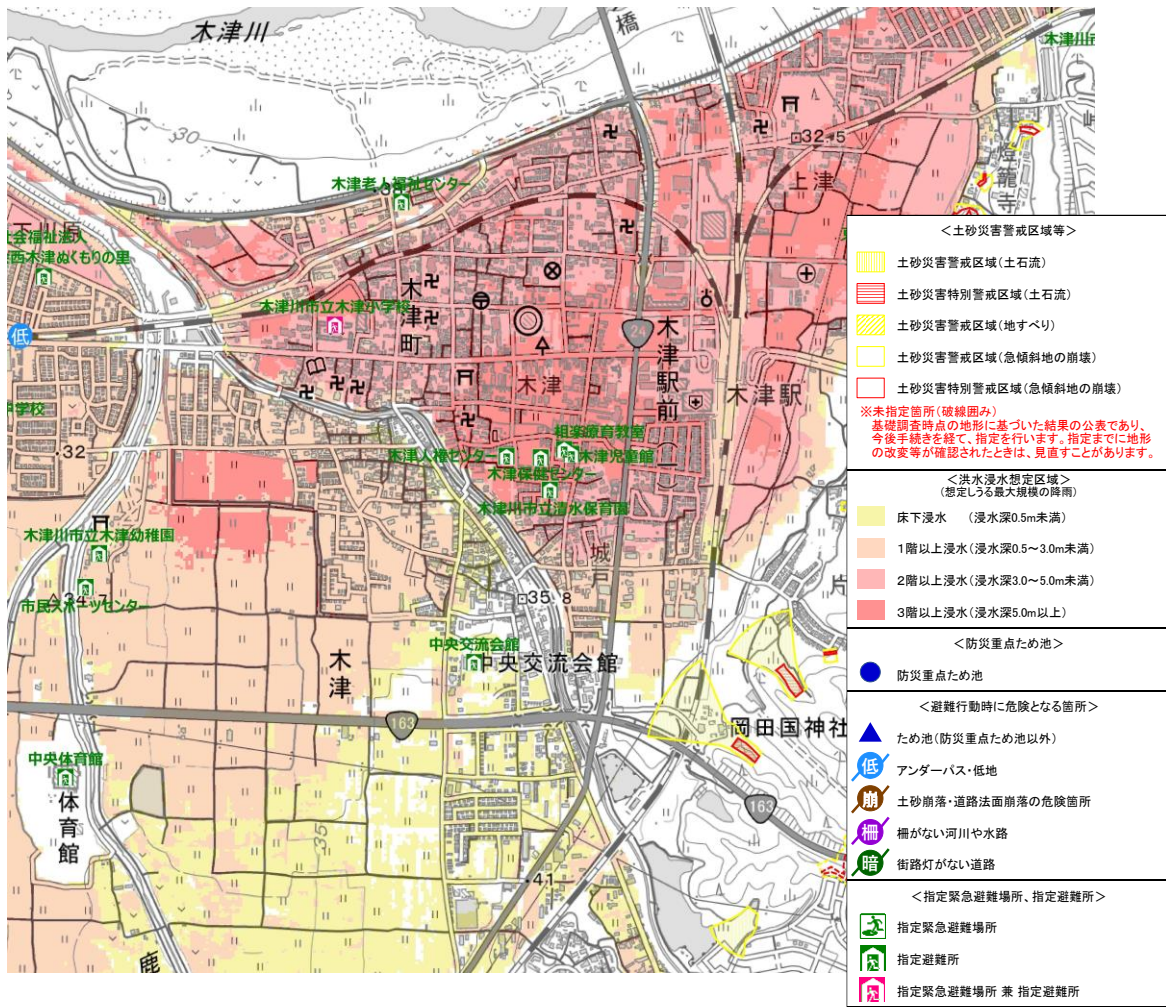 木津川
橋
木津川市
30
32.5
燈籠寺
上津
木津老人福祉センター
社会福祉法人
西木津ぬくもりの里
木津川市立木津小学校
木津町
24
木津駅前
木津駅
低
木津
中学校
32
相楽療育教室
木津人権センター
木津児童館
木津保健センター
木津川市立清水保育園
木津川市立木津幼稚園
城戸
片
市民スポーツセンター
34.7
35.8
中央交流会館
中央交流会館
木津
163
岡田国神社
中央体育館
体育館
163
35
41
鹿
<土砂災害警戒区域等>
土砂災害警戒区域(土石流)
土砂災害特別警戒区域(土石流)
土砂災害警戒区域(地すべり)
土砂災害警戒区域(急傾斜地の崩壊)
土砂災害特別警戒区域(急傾斜地の崩壊)
※未指定箇所(破線囲み)
基礎調査時点の地形に基づいた結果の公表であり、
今後手続きを経て、指定を行います。指定までに地形
の改変等が確認されたときは、見直すことがあります。
<洪水浸水想定区域>
(想定しうる最大規模の降雨)
床下浸水 (浸水深0.5m未満)
1階以上浸水(浸水深0.5~3.0m未満)
2階以上浸水(浸水深3.0~5.0m未満)
3階以上浸水(浸水深5.0m以上)
<防災重点ため池>
防災重点ため池
<避難行動時に危険となる箇所>
ため池(防災重点ため池以外)
低 アンダーパス・低地
崩 土砂崩落・道路法面崩落の危険箇所
柵 柵がない河川や水路
暗 街路灯がない道路
<指定緊急避難場所、指定避難所>
指定緊急避難場所
指定避難所
指定緊急避難場所 兼 指定避難所